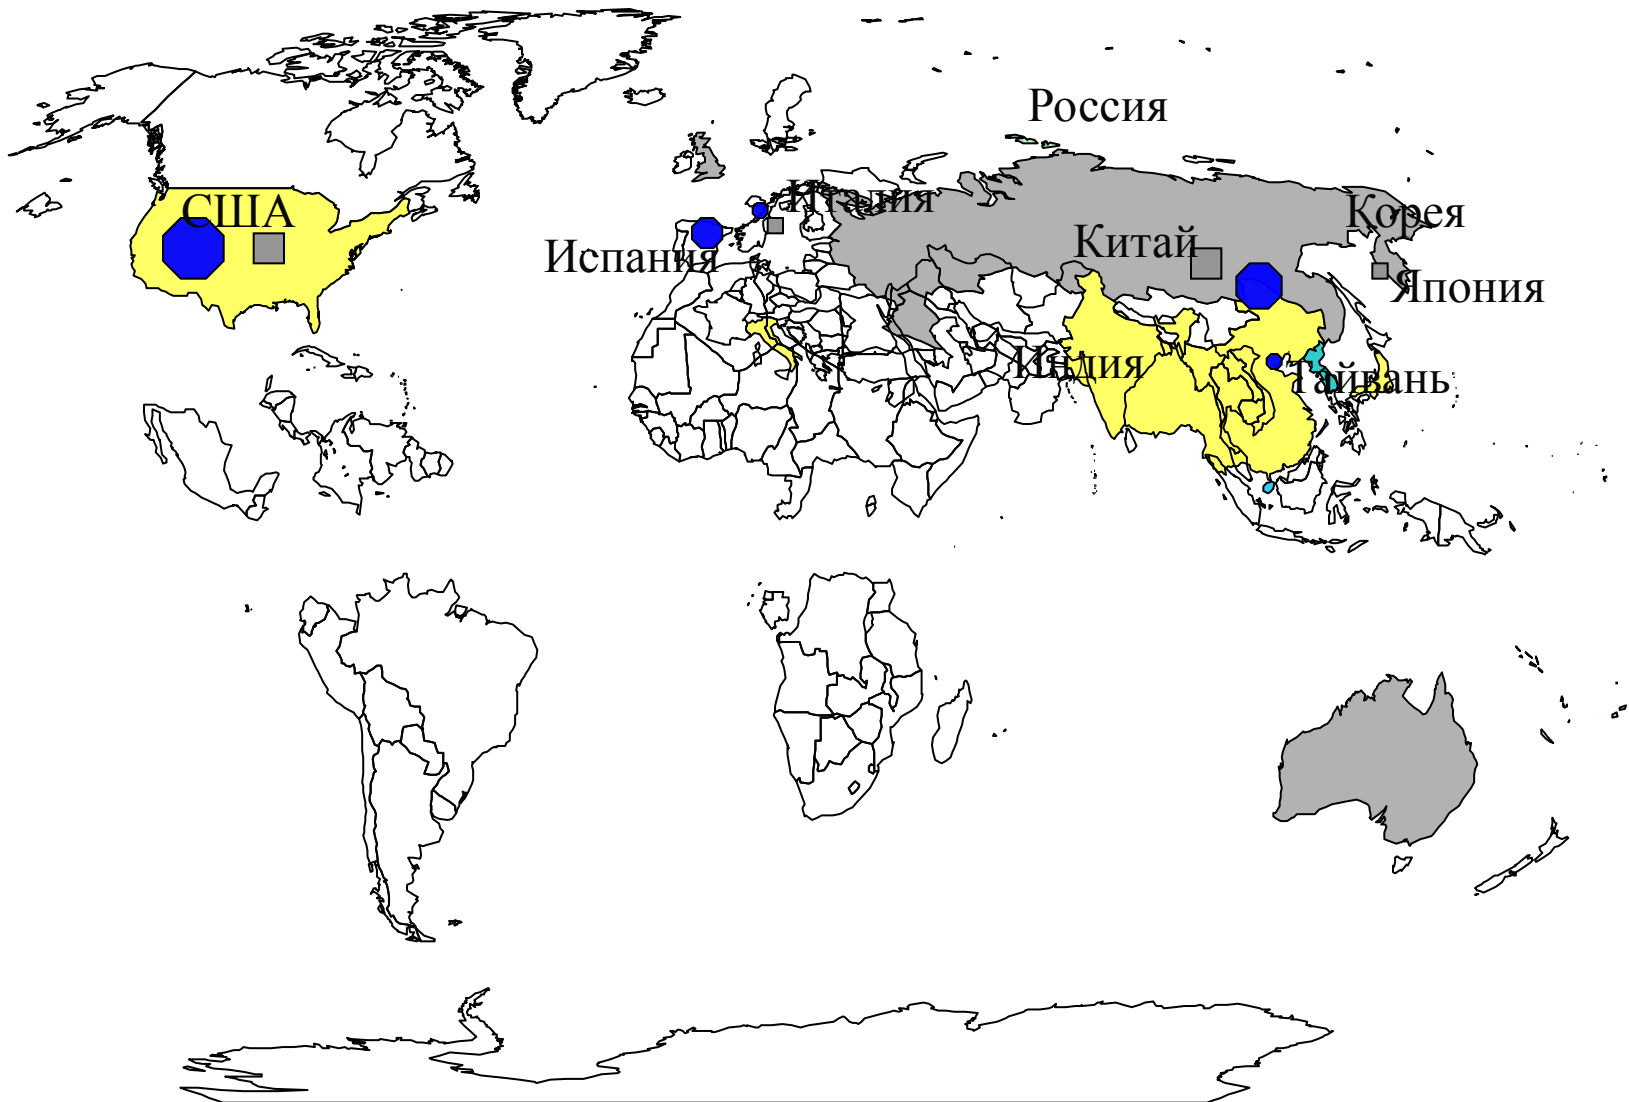 Россия
США
Италия
Корея
Китай
Испания
Япония
Индия
Тайвань